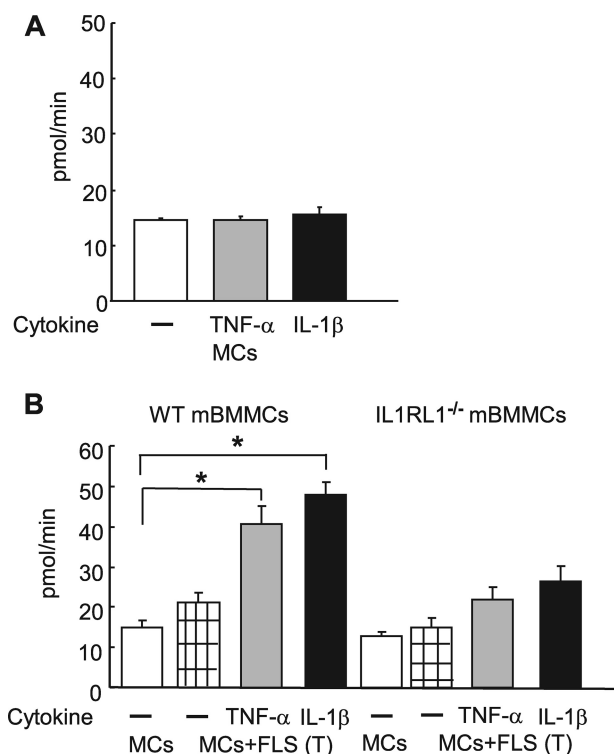 A
50
40
30
20
10
0
pmol/min
Cytokine – TNF-α IL-1β
MCs
B
WT mBMMCs IL1RL1-/- mBMMCs
60
50
40
30
20
10
0
pmol/min
*
*
Cytokine – – TNF-α IL-1β – – TNF-α IL-1β
MCs MCs+FLS (T) MCs MCs+FLS (T)